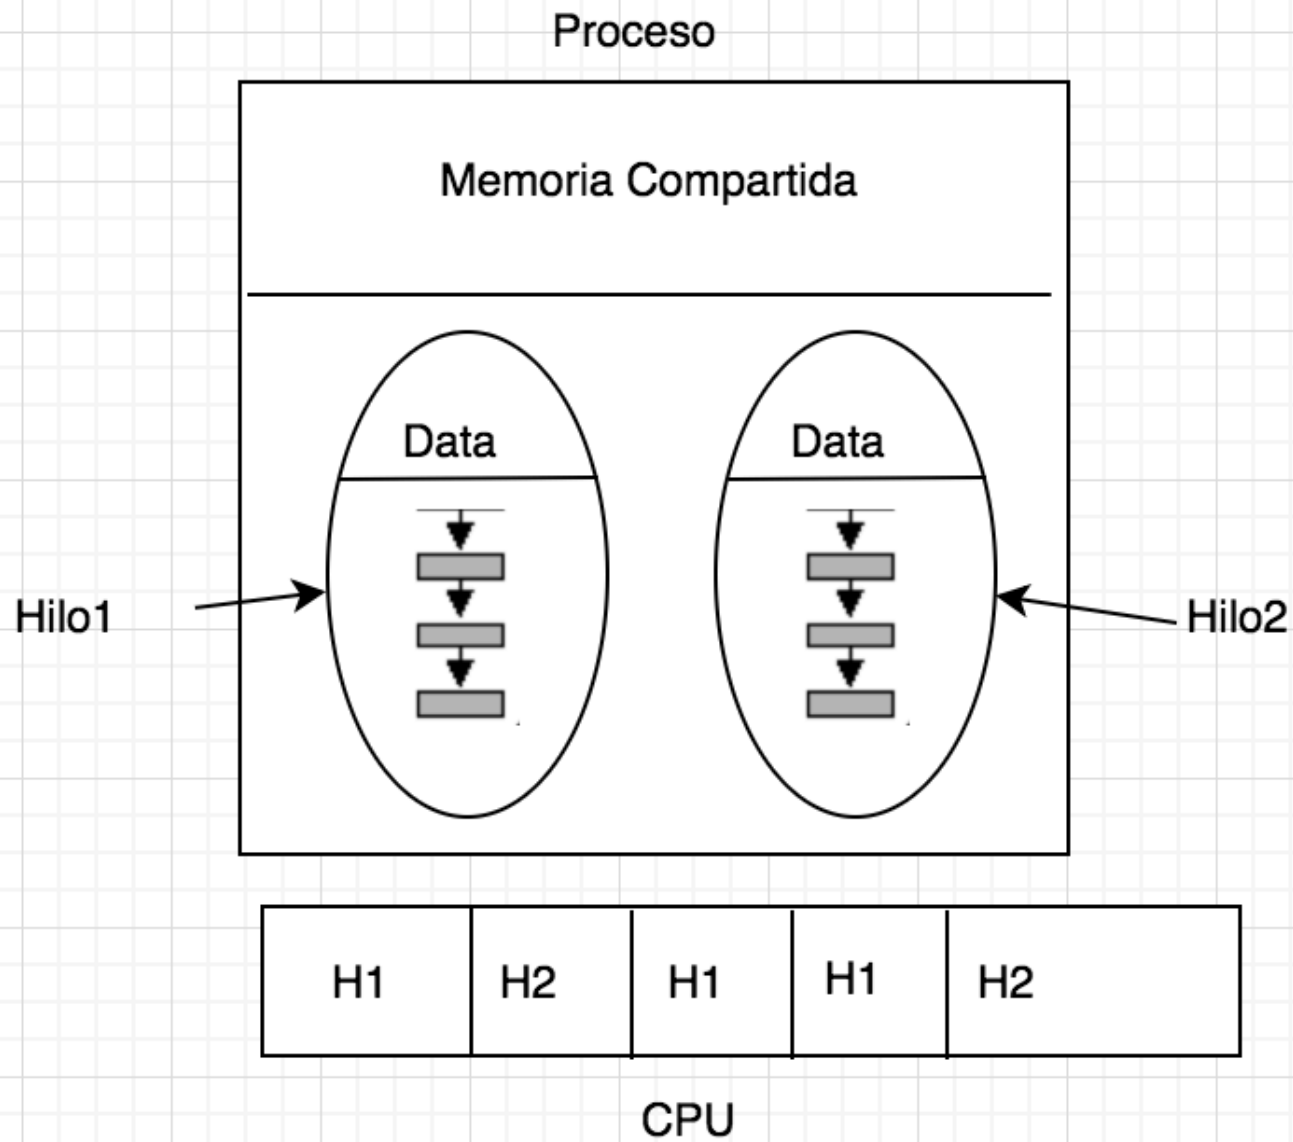 Proceso
Memoria Compartida
Data
Data
Hilo1
Hilo2
H1
H2
H1
H1
H2
CPU